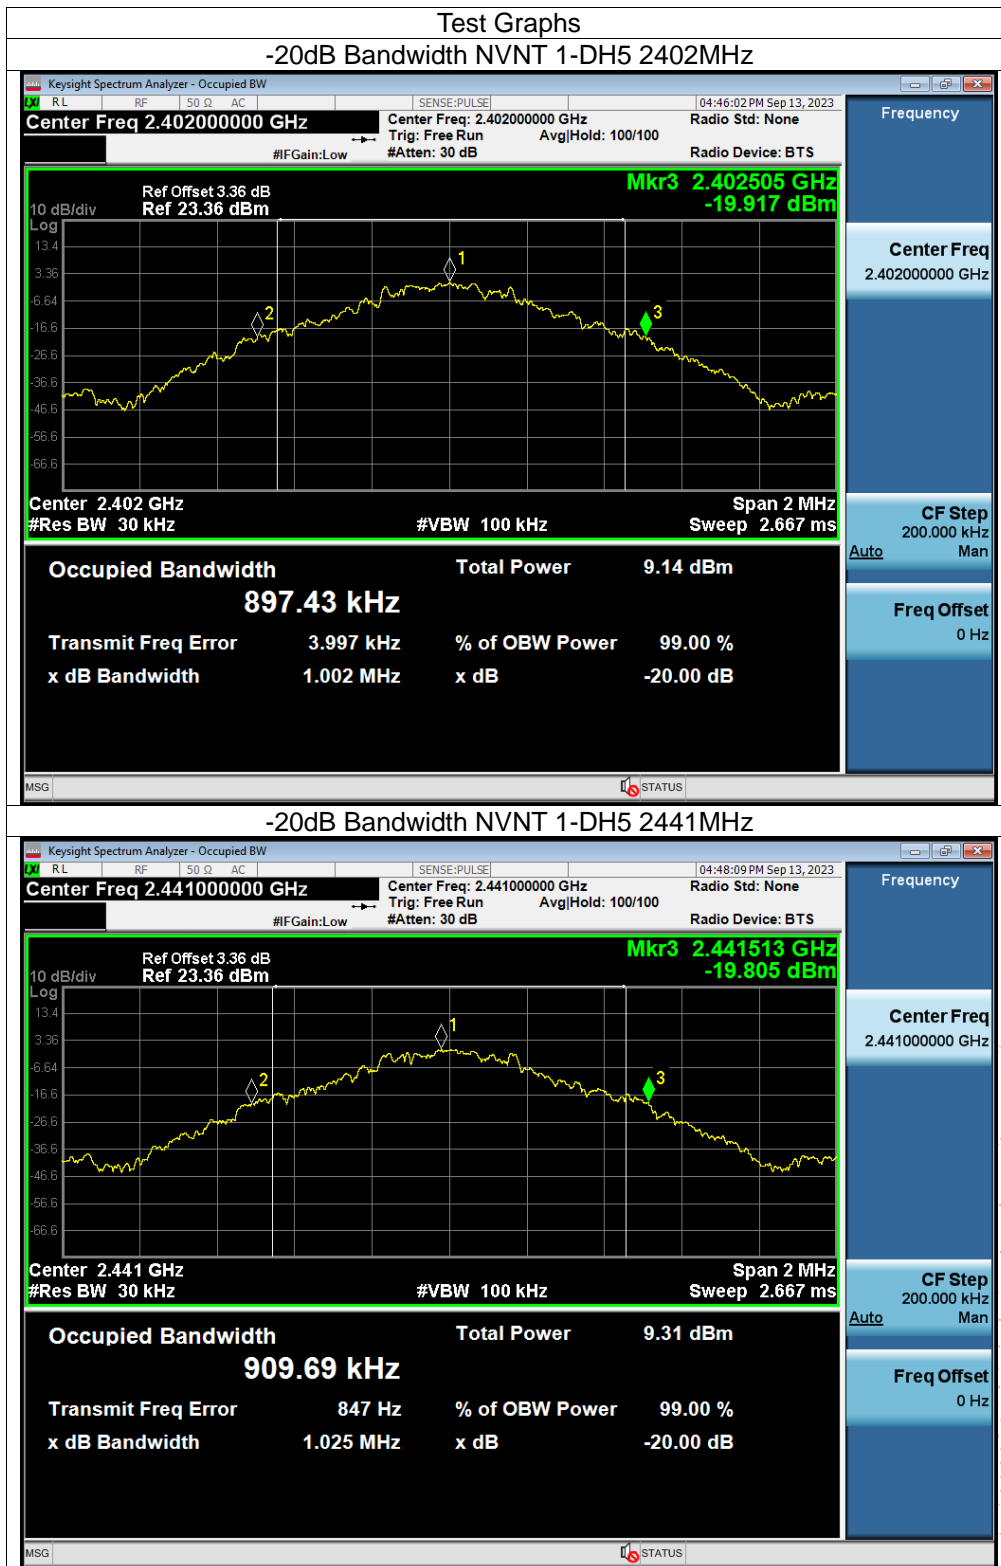 Test Graphs
-20dB Bandwidth NVNT 1-DH5 2402MHz
Keysight Spectrum Analyzer - Occupied BW
LXI RL RF 50 Ω AC SENSE:PULSE 04:46:02 PM Sep 13, 2023
Center Freq 2.402000000 GHz Center Freq: 2.402000000 GHz Radio Std: None
Trig: Free Run Avg|Hold: 100/100
#IFGain:Low #Atten: 30 dB Radio Device: BTS
Frequency
Mkr3 2.402505 GHz
-19.917 dBm
Ref Offset 3.36 dB
10 dB/div Ref 23.36 dBm
Log
13.4
3.36
-6.64
-16.6
-26.6
-36.6
-46.6
-56.6
-66.6
1
2
3
Center Freq
2.402000000 GHz
Center 2.402 GHz Span 2 MHz
#Res BW 30 kHz #VBW 100 kHz Sweep 2.667 ms
CF Step
200.000 kHz
Auto Man
Occupied Bandwidth Total Power 9.14 dBm
897.43 kHz
Freq Offset
0 Hz
Transmit Freq Error 3.997 kHz % of OBW Power 99.00 %
x dB Bandwidth 1.002 MHz x dB -20.00 dB
MSG STATUS
-20dB Bandwidth NVNT 1-DH5 2441MHz
Keysight Spectrum Analyzer - Occupied BW
LXI RL RF 50 Ω AC SENSE:PULSE 04:48:09 PM Sep 13, 2023
Center Freq 2.441000000 GHz Center Freq: 2.441000000 GHz Radio Std: None
Trig: Free Run Avg|Hold: 100/100
#IFGain:Low #Atten: 30 dB Radio Device: BTS
Frequency
Mkr3 2.441513 GHz
-19.805 dBm
Ref Offset 3.36 dB
10 dB/div Ref 23.36 dBm
Log
13.4
3.36
-6.64
-16.6
-26.6
-36.6
-46.6
-56.6
-66.6
1
2
3
Center Freq
2.441000000 GHz
Center 2.441 GHz Span 2 MHz
#Res BW 30 kHz #VBW 100 kHz Sweep 2.667 ms
CF Step
200.000 kHz
Auto Man
Occupied Bandwidth Total Power 9.31 dBm
909.69 kHz
Freq Offset
0 Hz
Transmit Freq Error 847 Hz % of OBW Power 99.00 %
x dB Bandwidth 1.025 MHz x dB -20.00 dB
MSG STATUS